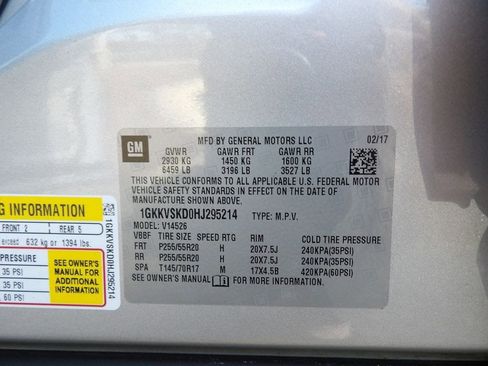 GM
MFD BY GENERAL MOTORS LLC 02/17
GVWR GAWR FRT GAWR RR
2930 KG 1450 KG 1600 KG
6459 LB 3196 LB 3527 LB
THIS VEHICLE CONFORMS TO ALL APPLICABLE U.S. FEDERAL MOTOR
VEHICLE SAFETY STANDARDS IN EFFECT ON THE DATE OF
MANUFACTURE SHOWN ABOVE.
1GKKVSKD0HJ295214 TYPE: M.P.V.
MODEL: V14526
VBBF TIRE SIZE SPEED RTG RIM COLD TIRE PRESSURE
FRT P255/55R20 H 20X7.5J 240KPA(35PSI)
RR P255/55R20 H 20X7.5J 240KPA(35PSI)
SPA T145/70R17 M 17X4.5B 420KPA(60PSI)
SEE OWNER'S MANUAL FOR MORE INFORMATION.
G INFORMATION
FRONT 2 REAR 5
exceed 632 kg or 1394 lbs.
PRESSURE
35 PSI
35 PSI
60 PSI
SEE OWNER'S
MANUAL FOR
ADDITIONAL
INFORMATION
1GKKVSKD0HJ295214